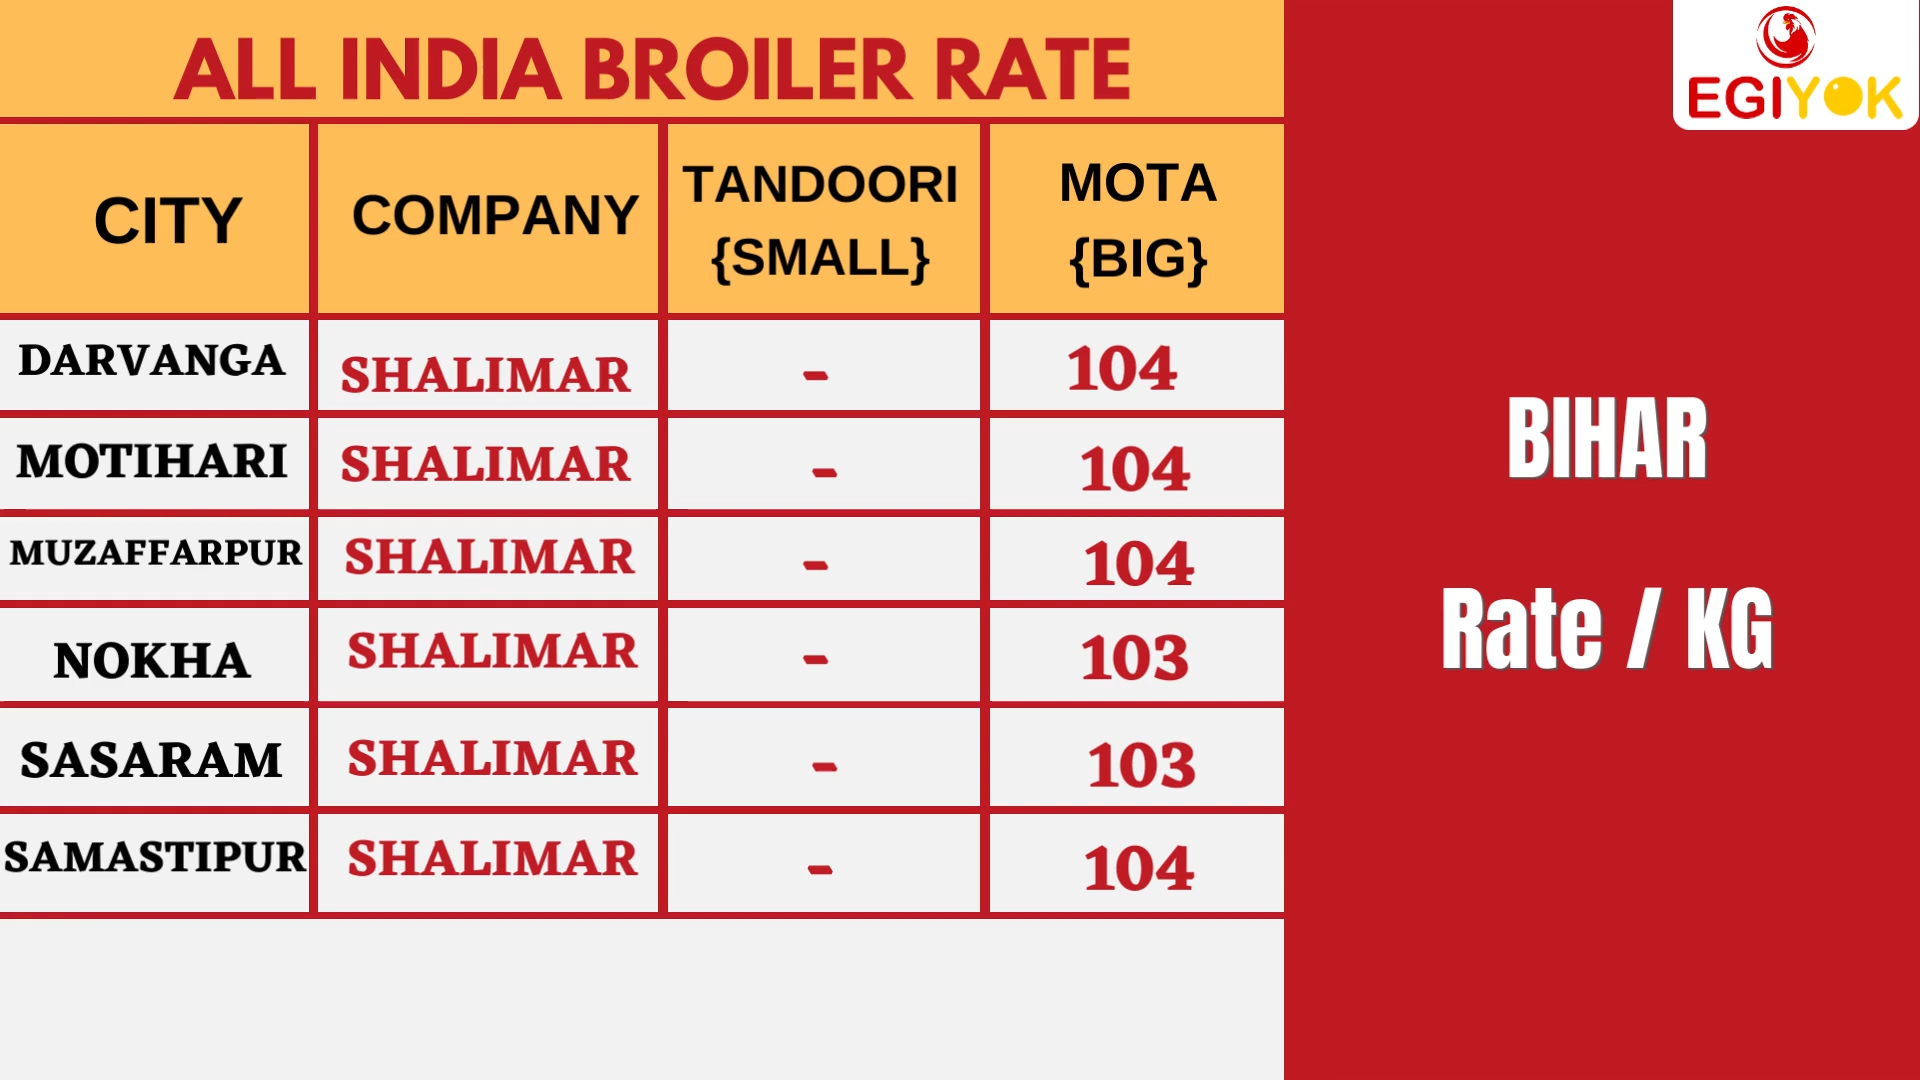 ALL INDIA BROILER RATE
EGIYOK
CITY COMPANY TANDOORI {SMALL} MOTA {BIG}
DARVANGA SHALIMAR - 104
MOTIHARI SHALIMAR - 104
MUZAFFARPUR SHALIMAR - 104
NOKHA SHALIMAR - 103
SASARAM SHALIMAR - 103
SAMASTIPUR SHALIMAR - 104
BIHAR
Rate / KG